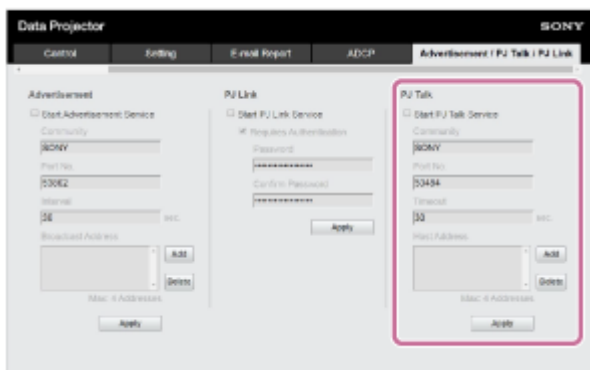 Data Projector
SONY
Control
Setting
E-mail Report
ADCP
Advertisement / PJ Talk / PJ Link
Advertisement
Start Advertisement Service
Community
SONY
Port No.
53862
Interval
30
sec.
Broadcast Address
Add
Delete
Max: 4 Addresses
Apply
PJ Link
Start PJ Link Service
Requires Authentication
Password
Confirm Password
Apply
PJ Talk
Start PJ Talk Service
Community
SONY
Port No.
53484
Timeout
30
sec.
Host Address
Add
Delete
Max: 4 Addresses
Apply